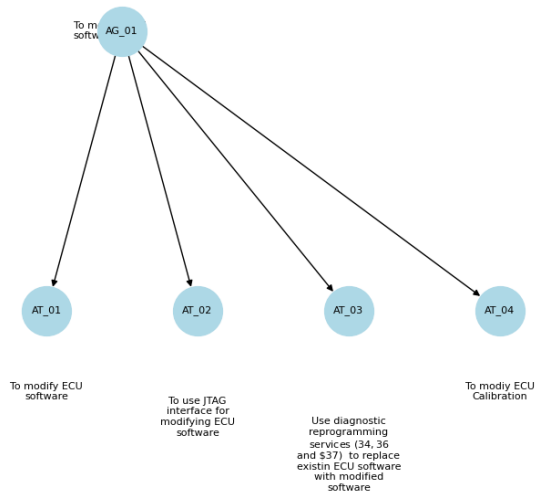 To m
softw
AG_01
AT_01
AT_02
AT_03
AT_04
To modify ECU
software
To use JTAG
interface for
modifying ECU
software
Use diagnostic
reprogramming
services (34, 36
and $37) to replace
existin ECU software
with modified
software
To modiy ECU
Calibration